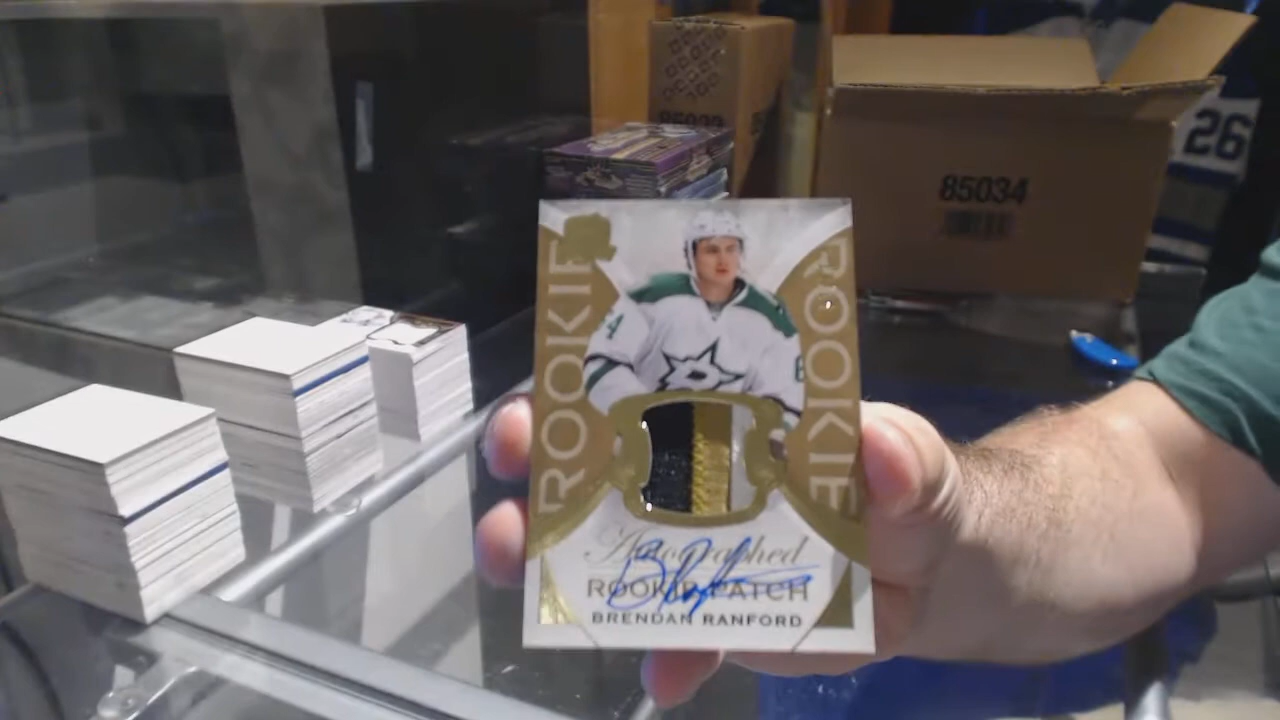 85034
26
ROOKIE
ROOKIE
Autographed
ROOKIE PATCH
BRENDAN RANFORD